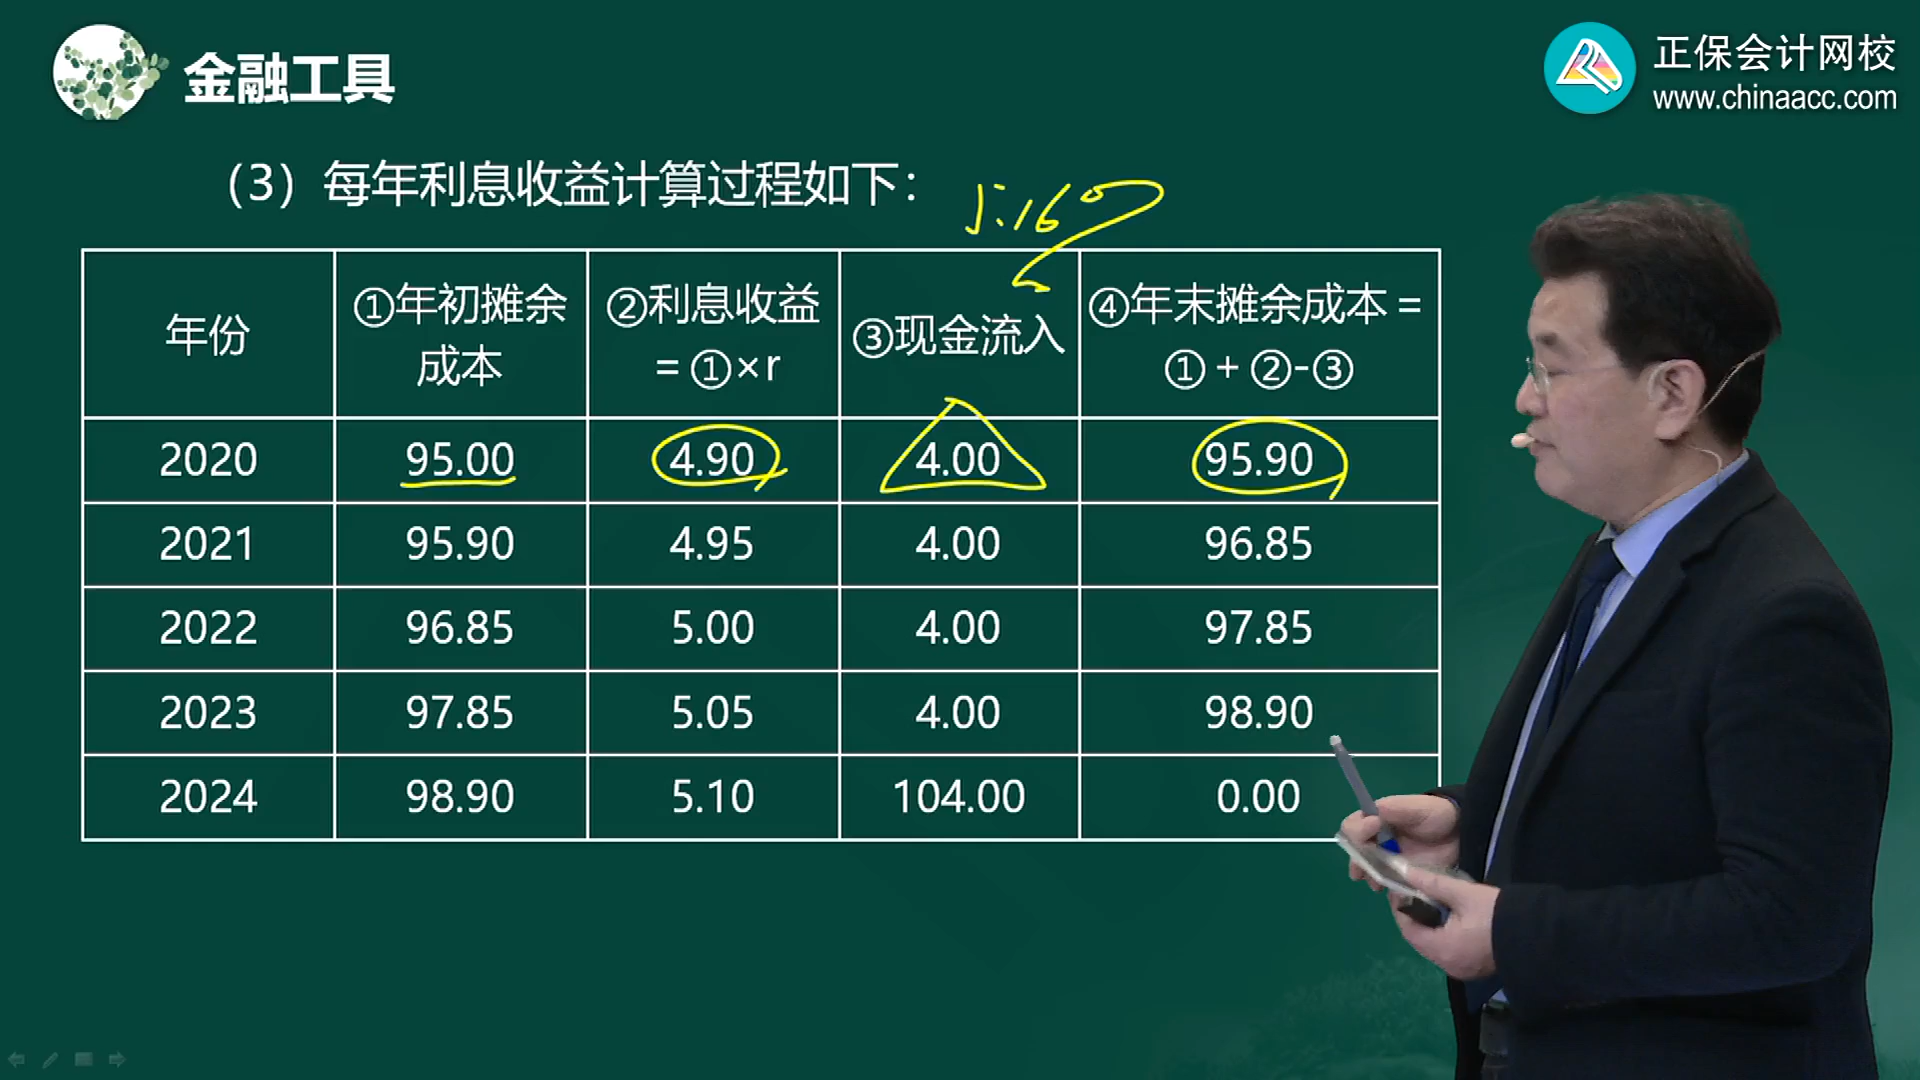 金融工具
正保会计网校
www.chinaacc.com
（3）每年利息收益计算过程如下：
5.16%
年份 ①年初摊余成本 ②利息收益=①×r ③现金流入 ④年末摊余成本=①+②-③
2020 95.00 4.90 4.00 95.90
2021 95.90 4.95 4.00 96.85
2022 96.85 5.00 4.00 97.85
2023 97.85 5.05 4.00 98.90
2024 98.90 5.10 104.00 0.00